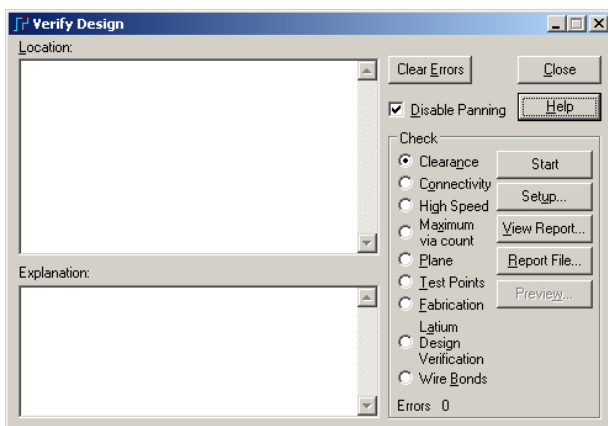 Verify Design
Location:
Clear Errors
Close
Disable Panning
Help
Check
Clearance
Start
Connectivity
Setup...
High Speed
Maximum
via count
View Report...
Plane
Report File...
Test Points
Preview...
Fabrication
Latium
Design
Verification
Wire Bonds
Errors 0
Explanation: